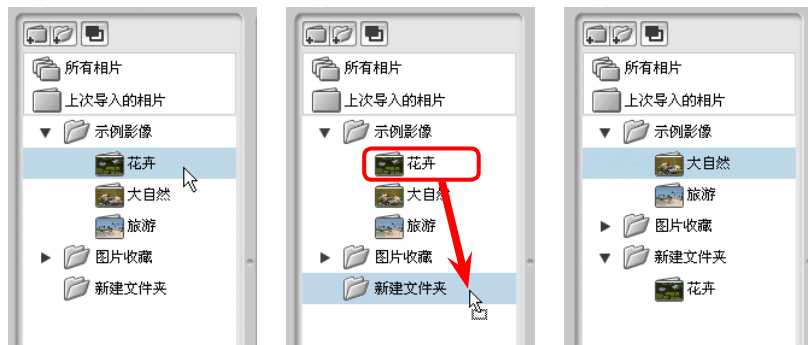 所有相片
上次导入的相片
示例影像
花卉
大自然
旅游
图片收藏
新建文件夹
所有相片
上次导入的相片
示例影像
花卉
大自然
旅游
图片收藏
新建文件夹
所有相片
上次导入的相片
示例影像
大自然
旅游
图片收藏
新建文件夹
花卉